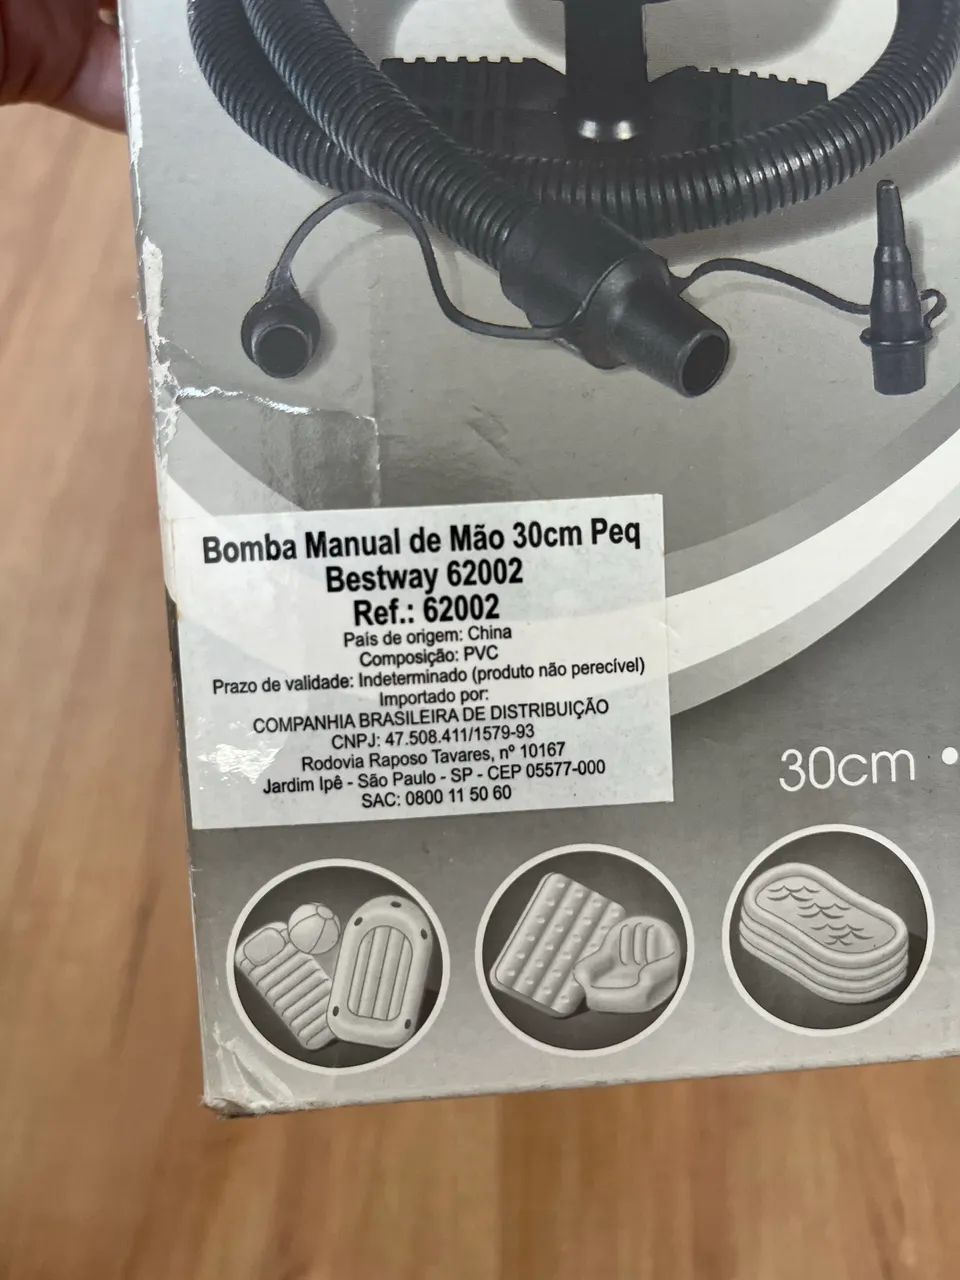 Bomba Manual de Mão 30cm Peq
Bestway 62002
Ref.: 62002
País de origem: China
Composição: PVC
Prazo de validade: Indeterminado (produto não perecível)
Importado por:
COMPANHIA BRASILEIRA DE DISTRIBUIÇÃO
CNPJ: 47.508.411/1579-93
Rodovia Raposo Tavares, nº 10167
Jardim Ipê - São Paulo - SP - CEP 05577-000
SAC: 0800 11 50 60
30cm •